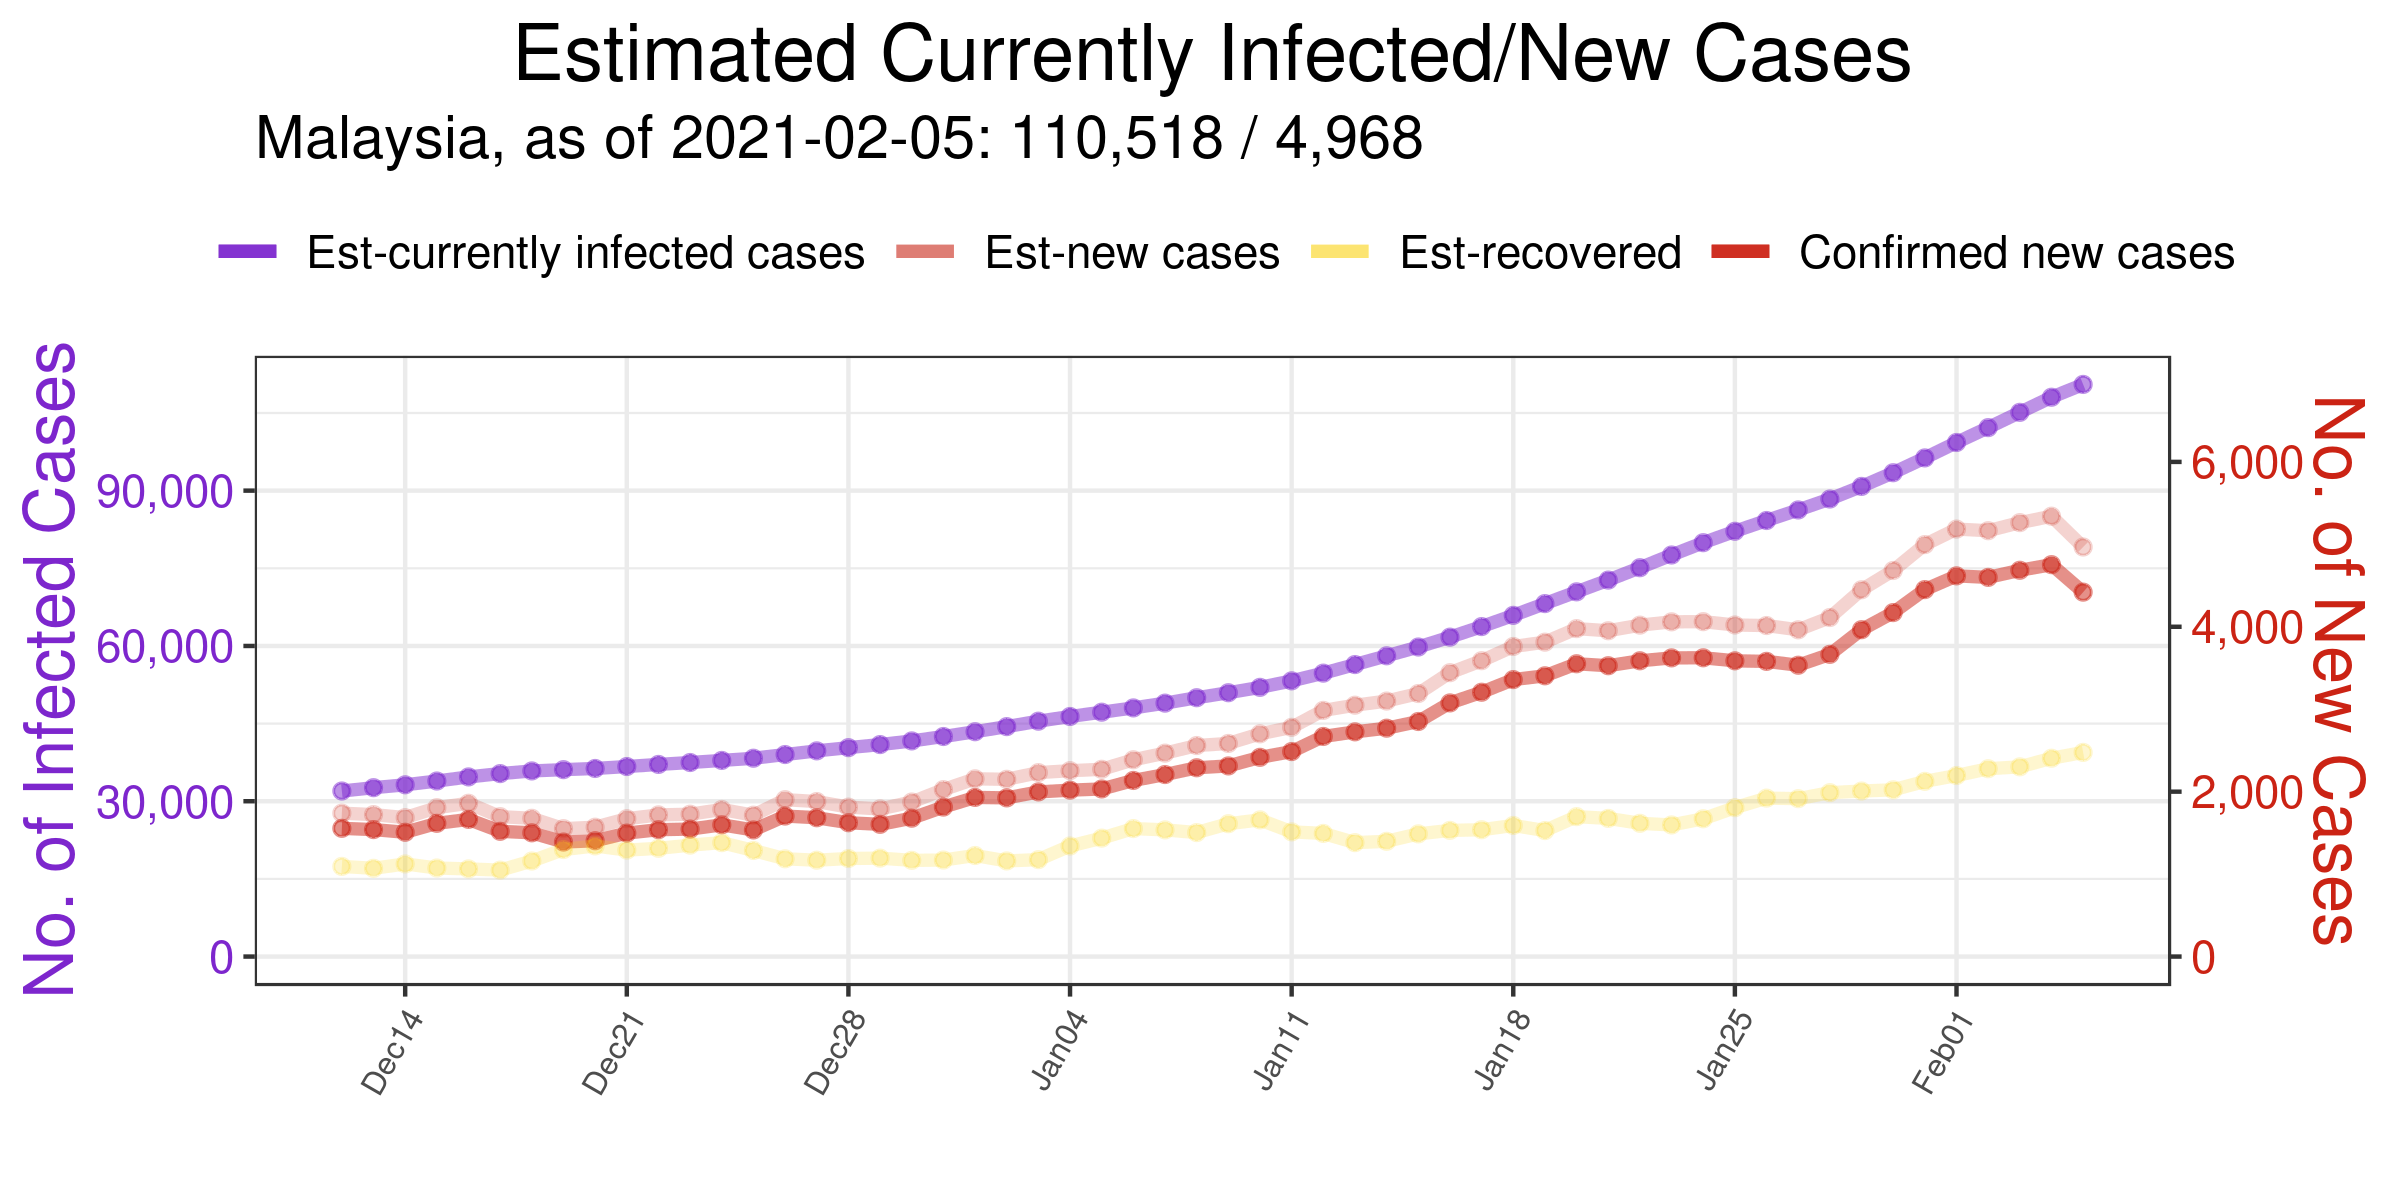 Estimated Currently Infected/New Cases
Malaysia, as of 2021-02-05: 110,518 / 4,968
Est-currently infected cases Est-new cases Est-recovered Confirmed new cases
No. of Infected Cases
90,000
60,000
30,000
0
6,000
4,000
2,000
0
No. of New Cases
Dec14 Dec21 Dec28 Jan04 Jan11 Jan18 Jan25 Feb01